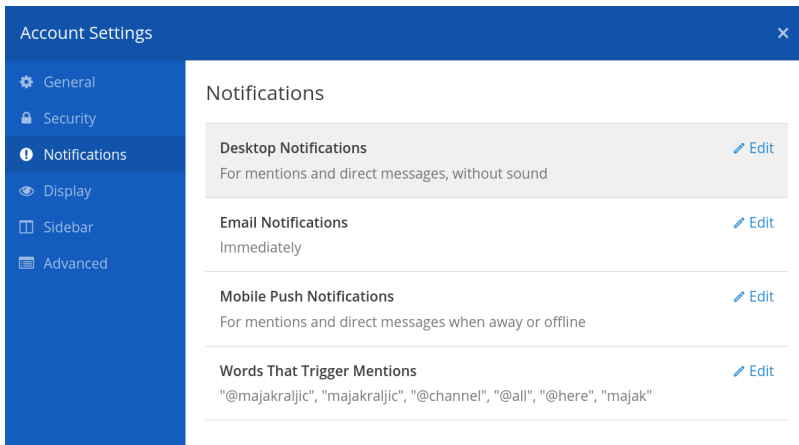 Account Settings ×
General
Security
Notifications
Display
Sidebar
Advanced
Notifications
Desktop Notifications Edit
For mentions and direct messages, without sound
Email Notifications Edit
Immediately
Mobile Push Notifications Edit
For mentions and direct messages when away or offline
Words That Trigger Mentions Edit
"@majakraljic", "majakraljic", "@channel", "@all", "@here", "majak"